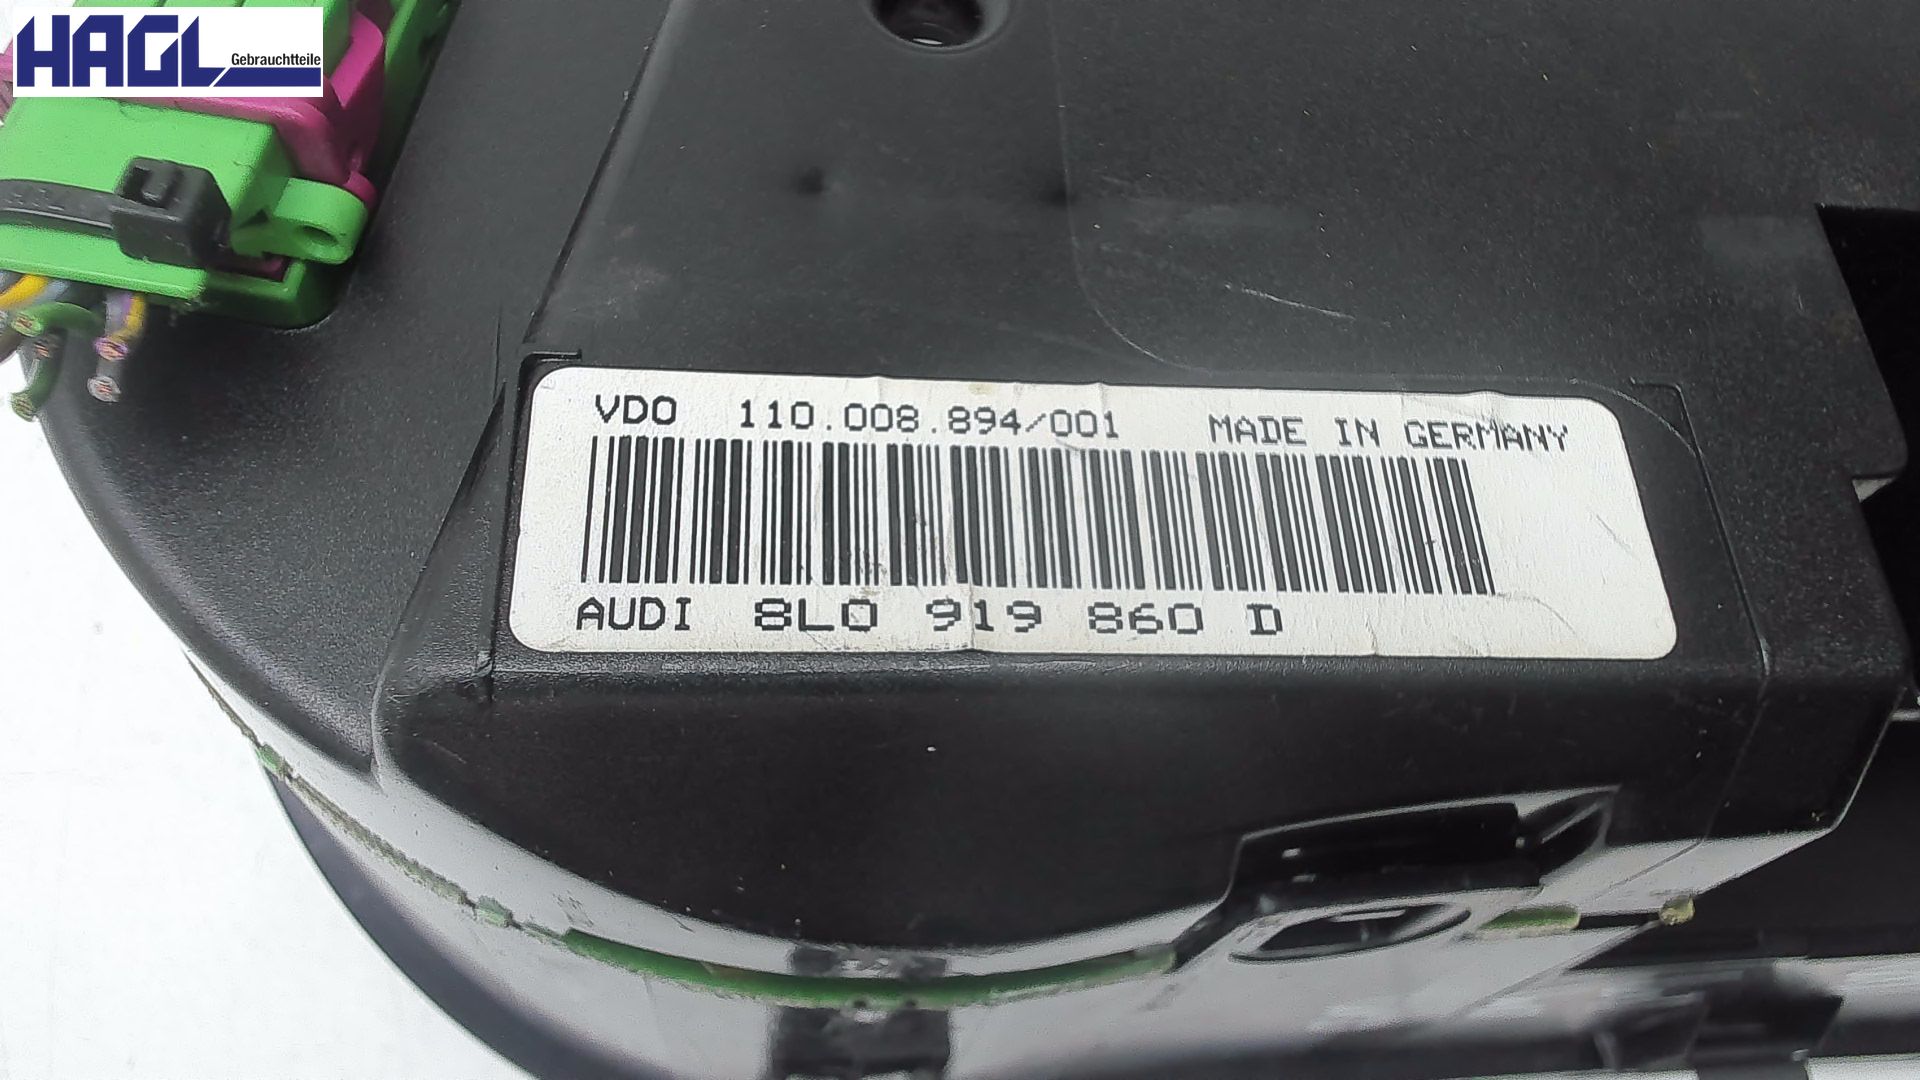 HAGL
Gebrauchtteile
VDO 110.008.894/001 MADE IN GERMANY
AUDI 8L0 919 860 D